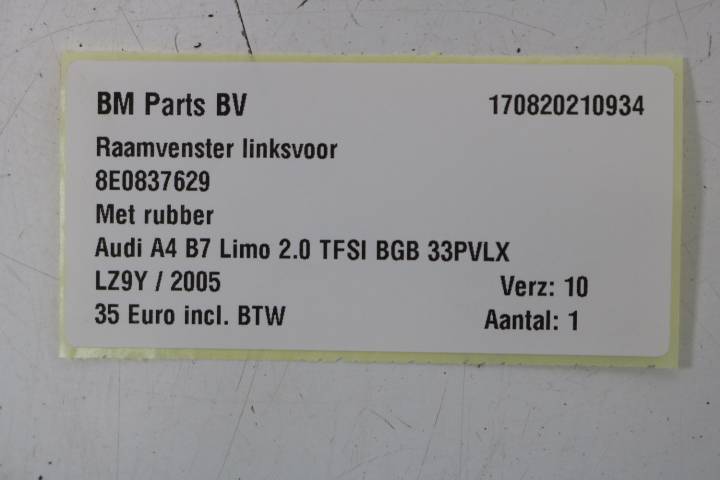 BM Parts BV 170820210934
Raamvenster linksvoor
8E0837629
Met rubber
Audi A4 B7 Limo 2.0 TFSI BGB 33PVLX
LZ9Y / 2005 Verz: 10
35 Euro incl. BTW Aantal: 1